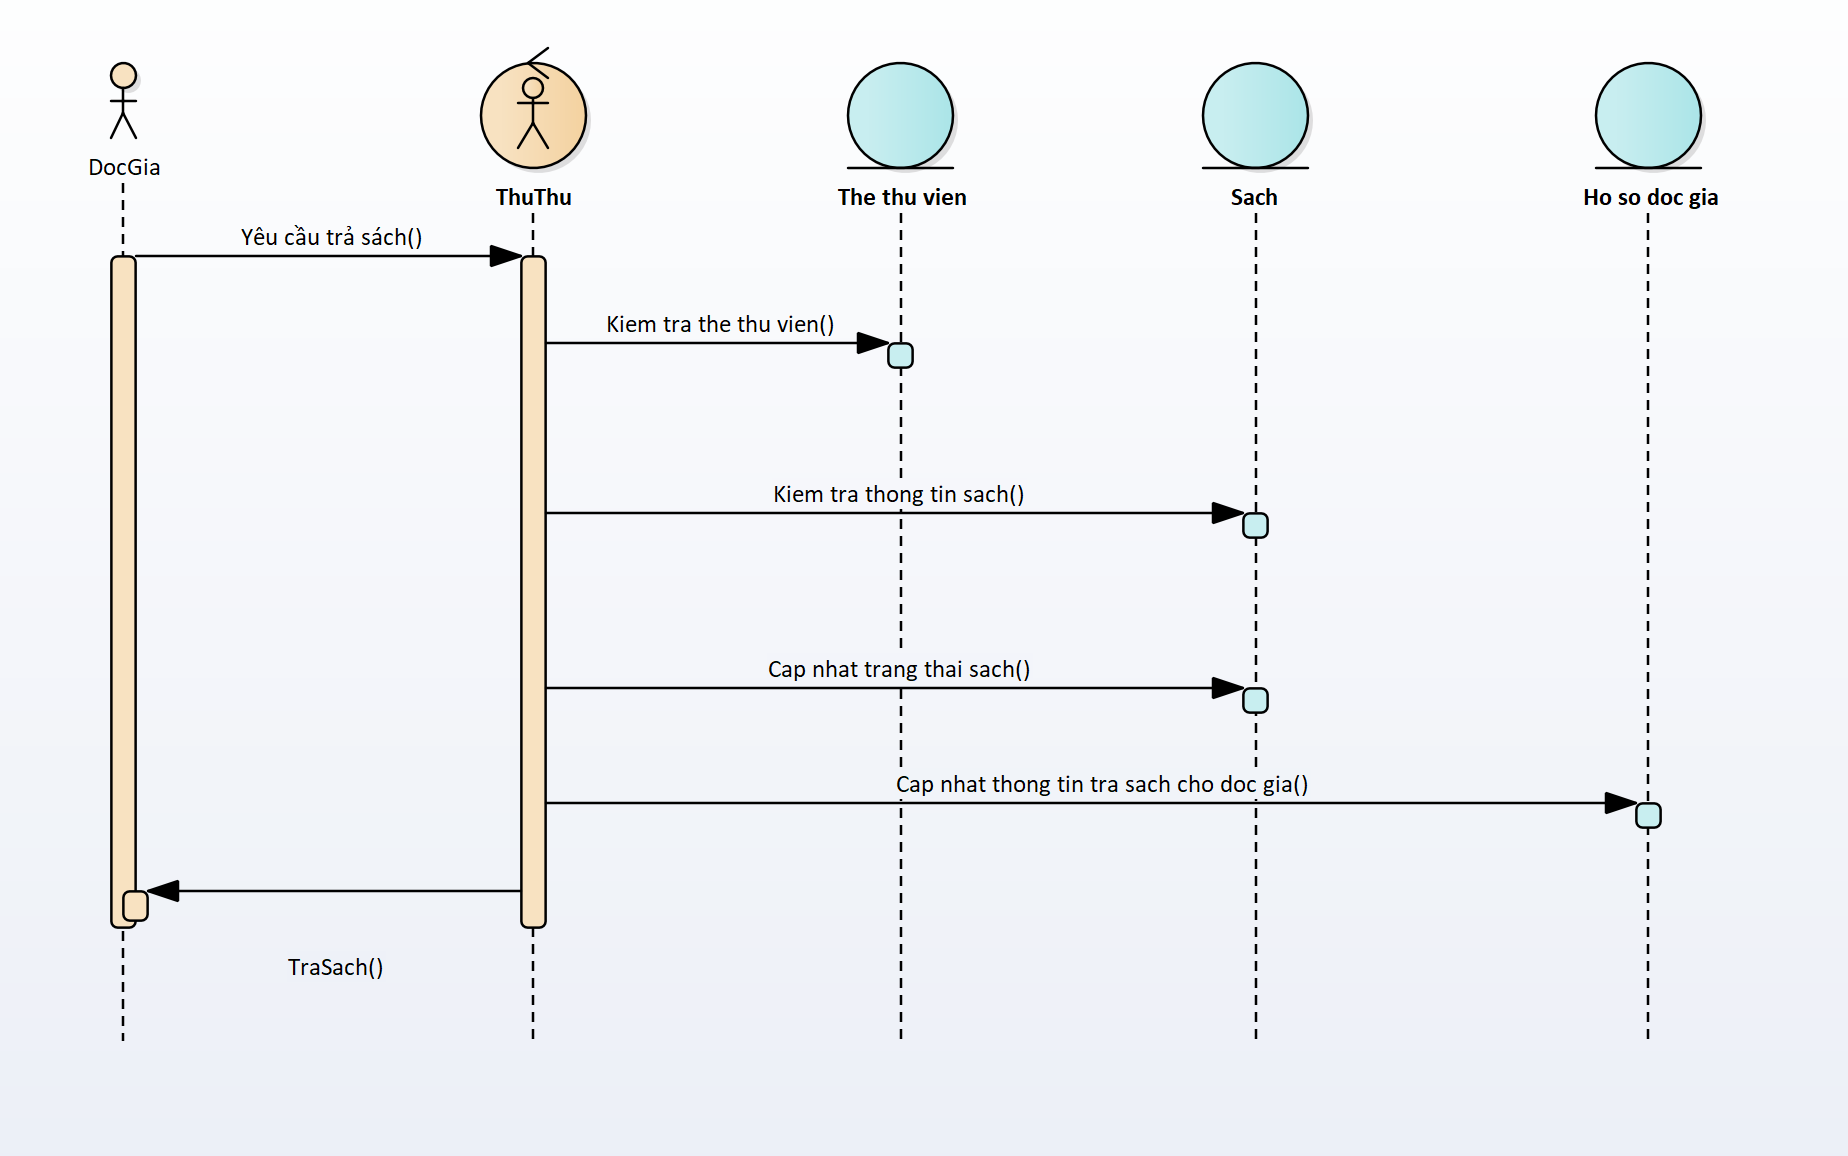 DocGia
ThuThu
The thu vien
Sach
Ho so doc gia
Yêu cầu trả sách()
Kiem tra the thu vien()
Kiem tra thong tin sach()
Cap nhat trang thai sach()
Cap nhat thong tin tra sach cho doc gia()
TraSach()